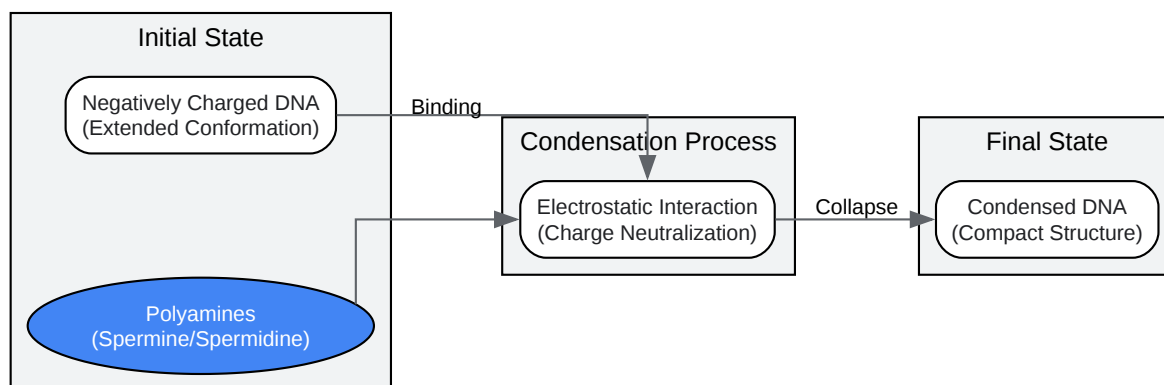 Initial State
Negatively Charged DNA
(Extended Conformation)
Polyamines
(Spermine/Spermidine)
Binding
Condensation Process
Electrostatic Interaction
(Charge Neutralization)
Collapse
Final State
Condensed DNA
(Compact Structure)